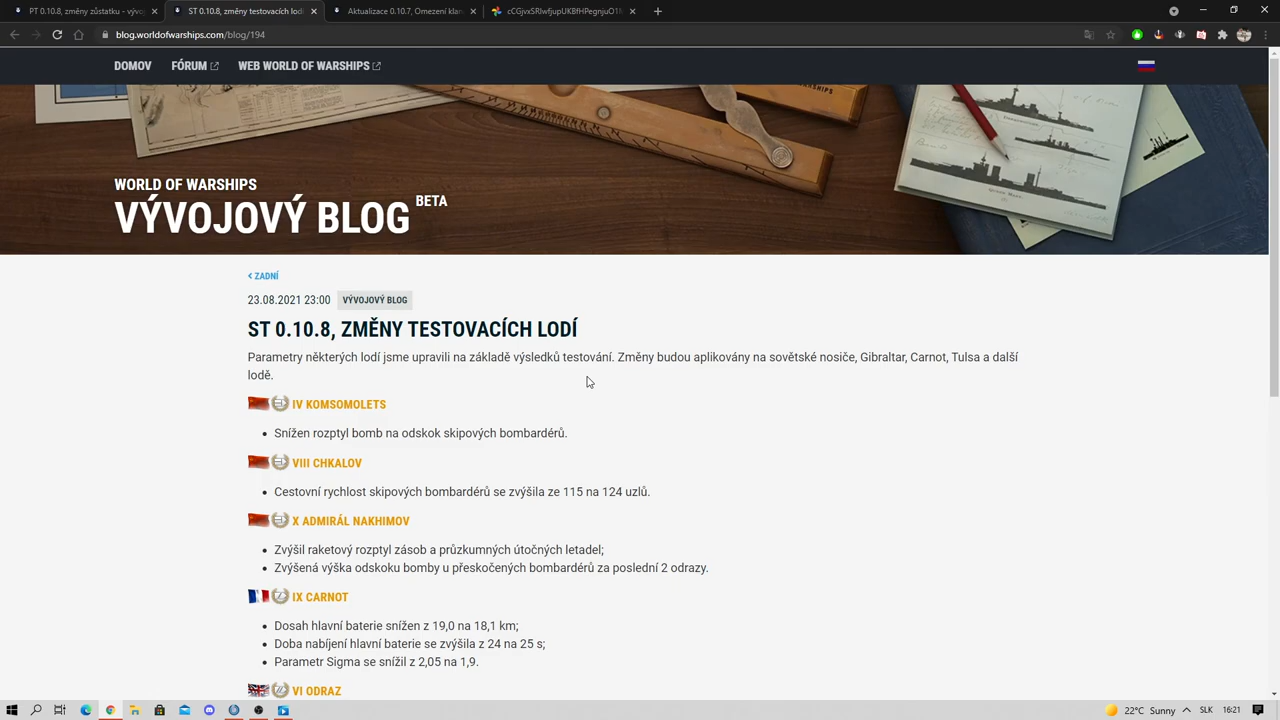 PT 0.10.8, změny zůstatku - vývoj
ST 0.10.8, změny testovacích lodí
Aktualizace 0.10.7, Omezení klan
cCGjvxSRlwfjupUKBfHPegnjuO1
blog.worldofwarships.com/blog/194
DOMOV FÓRUM WEB WORLD OF WARSHIPS
WORLD OF WARSHIPS
VÝVOJOVÝ BLOG BETA
ZADNÍ
23.08.2021 23:00 VÝVOJOVÝ BLOG
ST 0.10.8, ZMĚNY TESTOVACÍCH LODÍ
Parametry některých lodí jsme upravili na základě výsledků testování. Změny budou aplikovány na sovětské nosiče, Gibraltar, Carnot, Tulsa a další
lodě.
IV KOMSOMOLETS
Snížen rozptyl bomb na odskok skipových bombardérů.
VIII CHKALOV
Cestovní rychlost skipových bombardérů se zvýšila ze 115 na 124 uzlů.
X ADMIRÁL NAKHIMOV
Zvýšil raketový rozptyl zásob a průzkumných útočných letadel;
Zvýšená výška odskoku bomby u přeskočených bombardérů za poslední 2 odrazy.
IX CARNOT
Dosah hlavní baterie snížen z 19,0 na 18,1 km;
Doba nabíjení hlavní baterie se zvýšila z 24 na 25 s;
Parametr Sigma se snížil z 2,05 na 1,9.
VI ODRAZ
22°C Sunny SLK 16:21